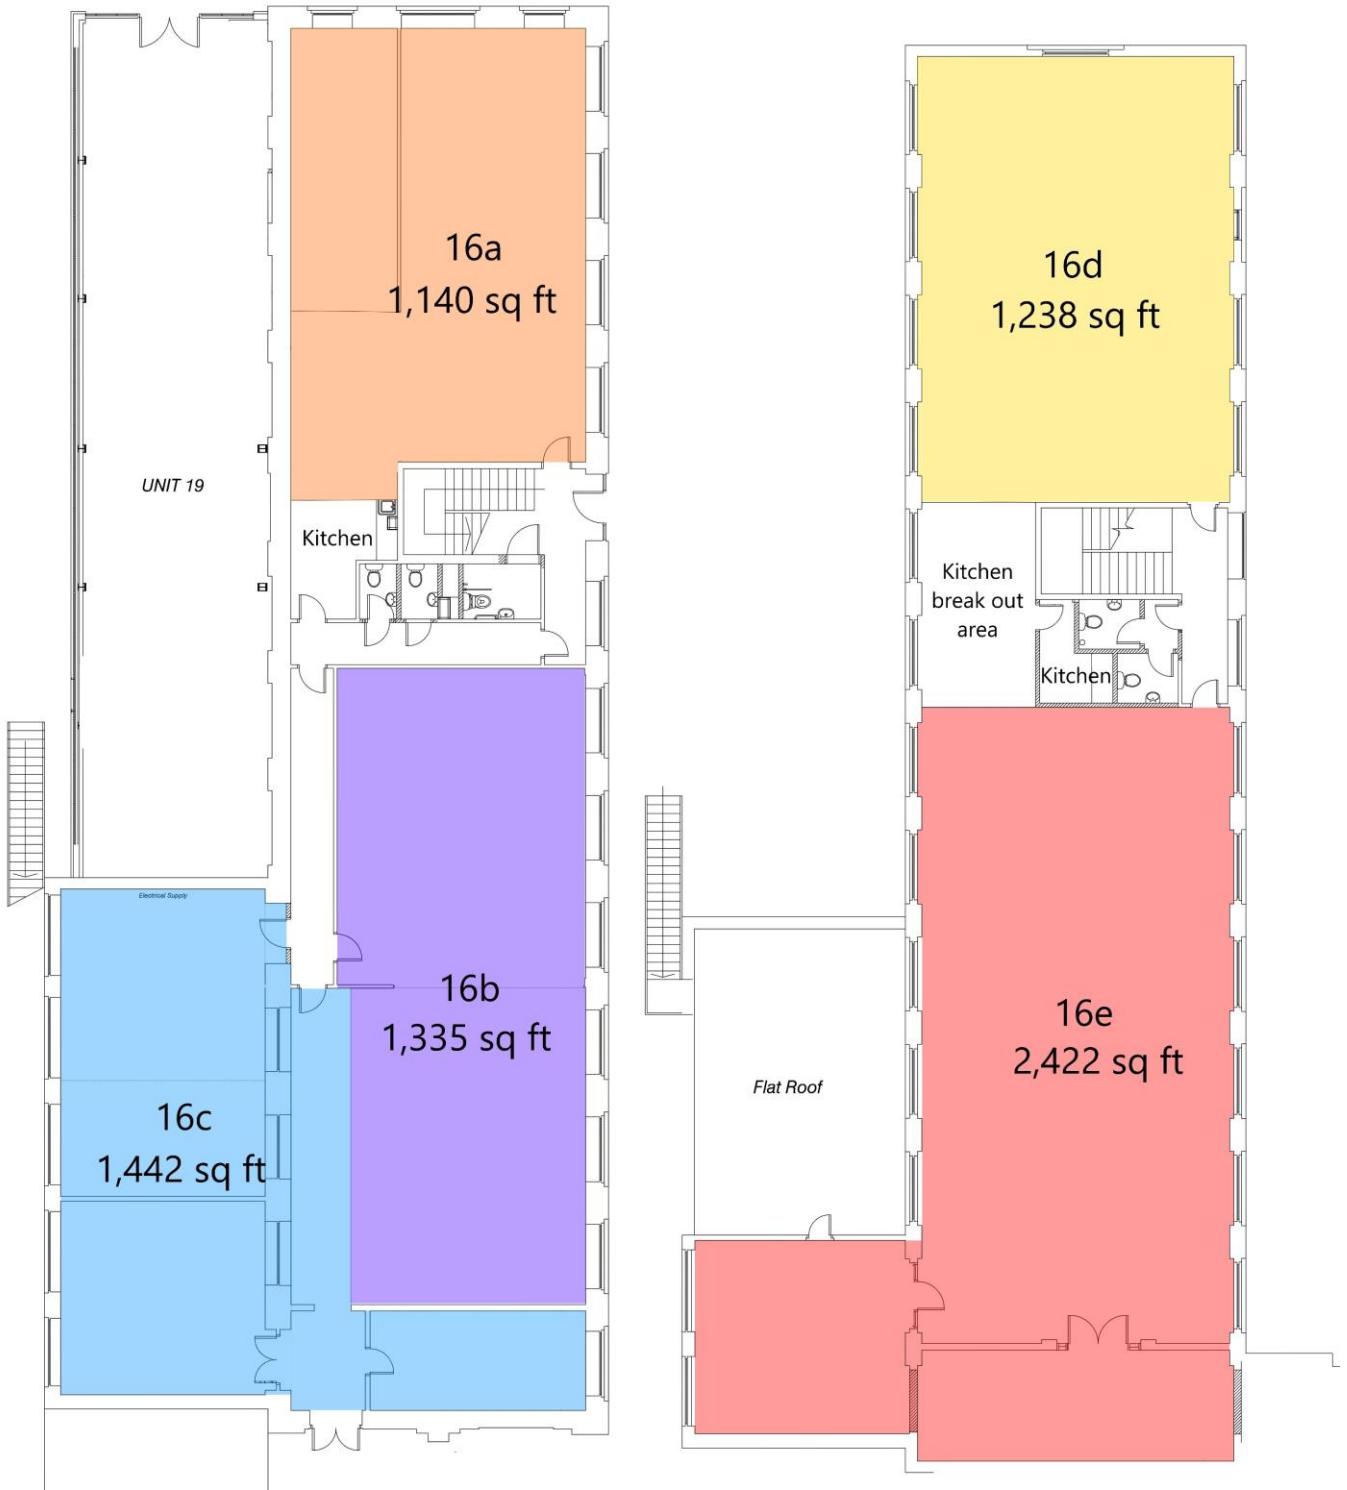 16a
1,140 sq ft
UNIT 19
Kitchen
Electrical Supply
16b
1,335 sq ft
16c
1,442 sq ft
16d
1,238 sq ft
Kitchen
break out
area
Kitchen
16e
2,422 sq ft
Flat Roof